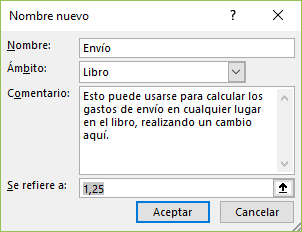 Nombre nuevo
Nombre: Envío
Ámbito: Libro
Comentario: Esto puede usarse para calcular los
gastos de envío en cualquier lugar
en el libro, realizando un cambio
aquí.
Se refiere a: 1,25
Aceptar Cancelar